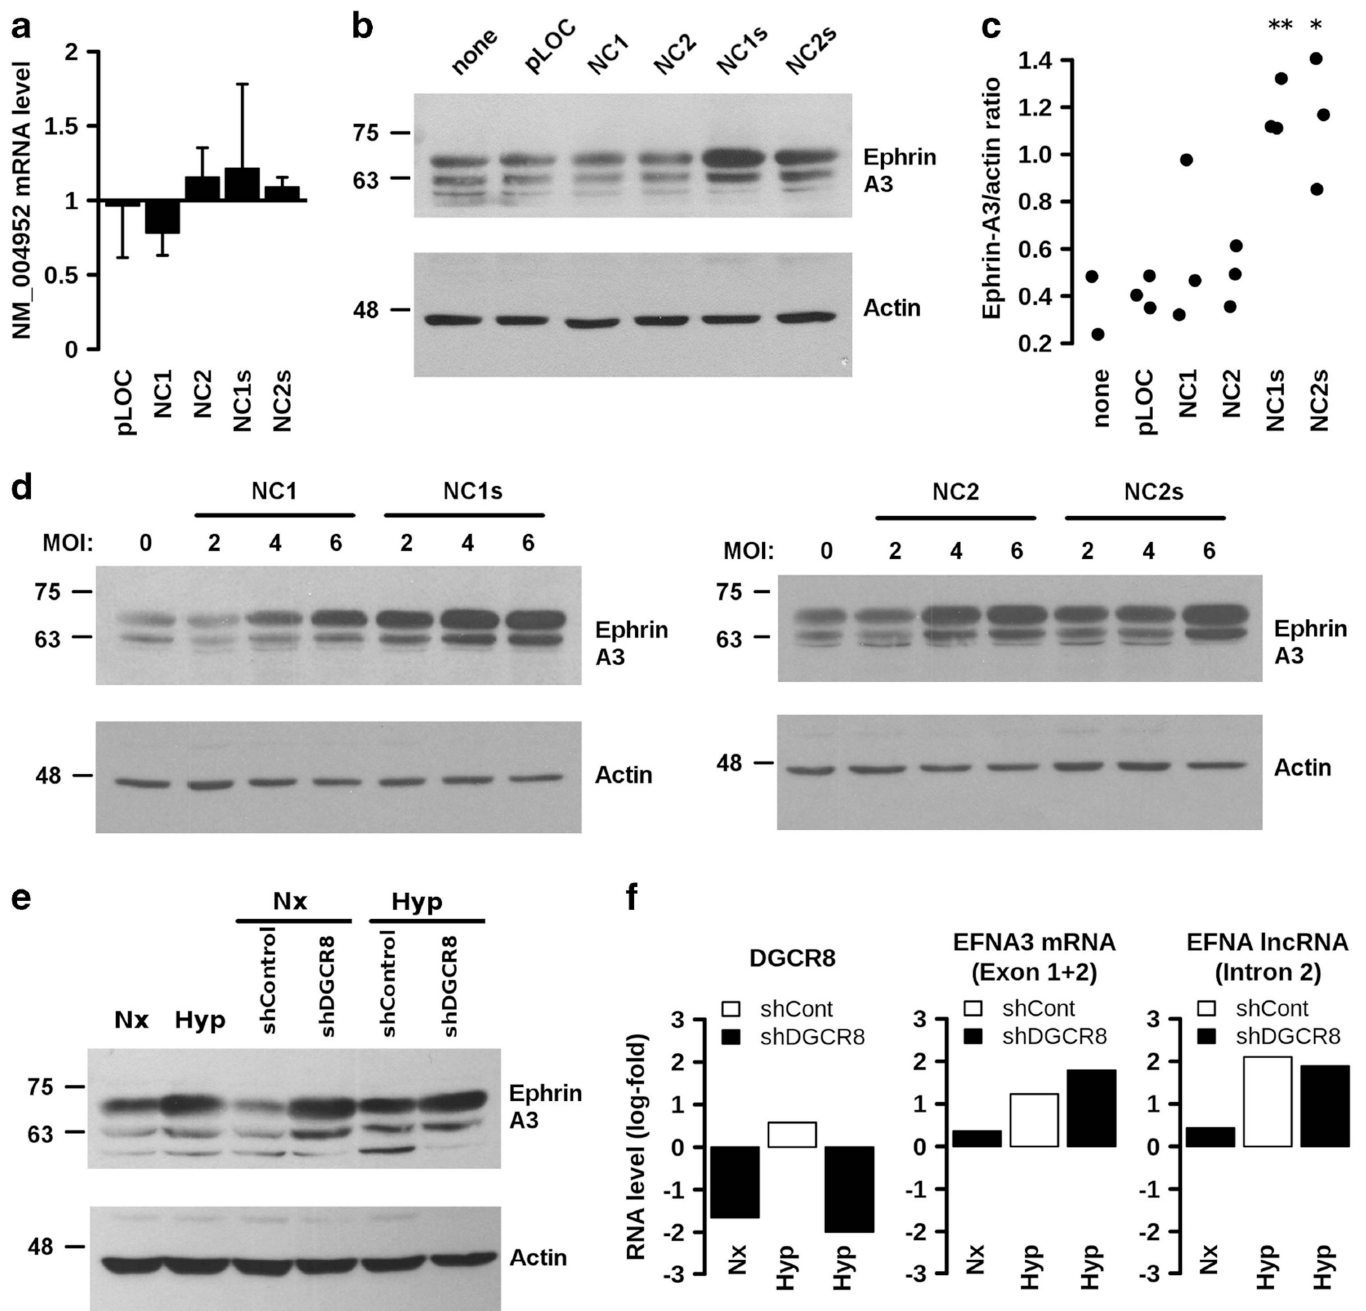 a
NM_004952 mRNA level
2
1.5
1
0.5
0
pLOC
NC1
NC2
NC1s
NC2s
b
none
pLOC
NC1
NC2
NC1s
NC2s
75
63
Ephrin
A3
48
Actin
c
** *
Ephrin-A3/actin ratio
1.4
1.2
1.0
0.8
0.6
0.4
0.2
none
pLOC
NC1
NC2
NC1s
NC2s
d
NC1 NC1s
MOI: 0 2 4 6 2 4 6
75
63
Ephrin
A3
48
Actin
NC2 NC2s
MOI: 0 2 4 6 2 4 6
75
63
Ephrin
A3
48
Actin
e
Nx Hyp
Nx Hyp shControl shDGCR8 shControl shDGCR8
75
63
Ephrin
A3
48
Actin
f
RNA level (log-fold)
DGCR8
shCont
shDGCR8
3
2
1
0
-1
-2
-3
Nx
Hyp
Hyp
EFNA3 mRNA
(Exon 1+2)
shCont
shDGCR8
3
2
1
0
-1
-2
-3
Nx
Hyp
Hyp
EFNA lncRNA
(Intron 2)
shCont
shDGCR8
3
2
1
0
-1
-2
-3
Nx
Hyp
Hyp